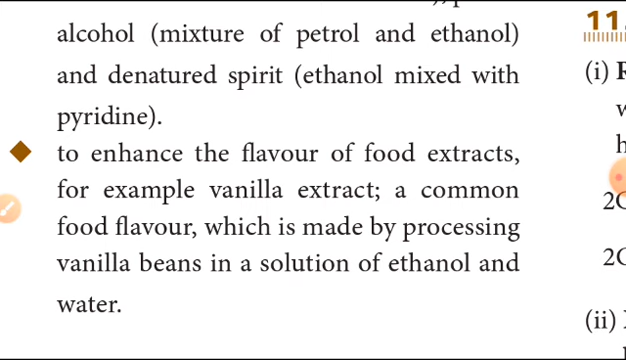 alcohol (mixture of petrol and ethanol)
and denatured spirit (ethanol mixed with
pyridine).
to enhance the flavour of food extracts,
for example vanilla extract; a common
food flavour, which is made by processing
vanilla beans in a solution of ethanol and
water.
11.
(i)
2C
2C
(ii)